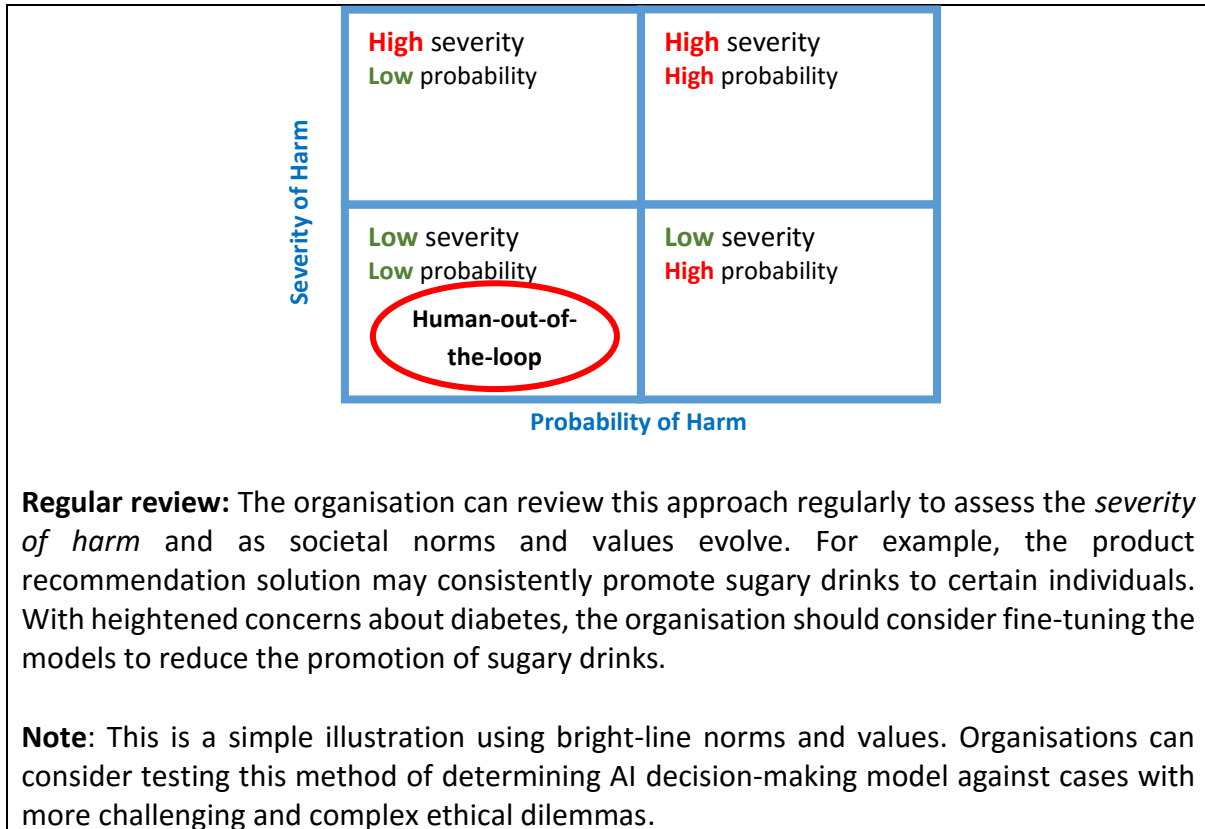 High severity
Low probability
High severity
High probability
Severity of Harm
Low severity
Low probability
Low severity
High probability
Human-out-of-
the-loop
Probability of Harm
Regular review: The organisation can review this approach regularly to assess the severity
of harm and as societal norms and values evolve. For example, the product
recommendation solution may consistently promote sugary drinks to certain individuals.
With heightened concerns about diabetes, the organisation should consider fine-tuning the
models to reduce the promotion of sugary drinks.
Note: This is a simple illustration using bright-line norms and values. Organisations can
consider testing this method of determining AI decision-making model against cases with
more challenging and complex ethical dilemmas.